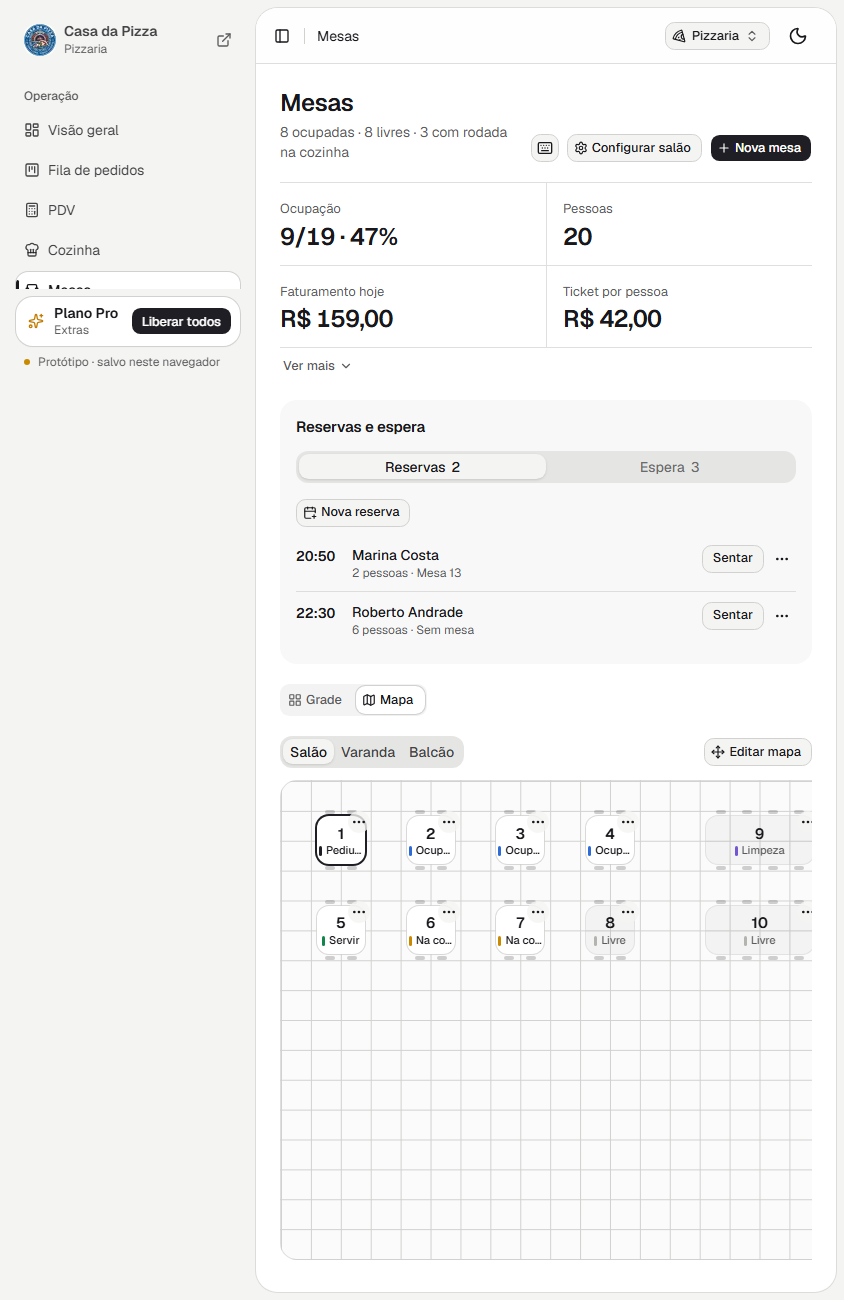 CASA DA PIZZA
Casa da Pizza
Pizzaria
Operação
Visão geral
Fila de pedidos
PDV
Cozinha
Mesas
Plano Pro
Extras
Liberar todos
Protótipo · salvo neste navegador
Mesas
Pizzaria
Mesas
8 ocupadas · 8 livres · 3 com rodada
na cozinha
Configurar salão
Nova mesa
Ocupação
9/19 · 47%
Pessoas
20
Faturamento hoje
R$ 159,00
Ticket por pessoa
R$ 42,00
Ver mais
Reservas e espera
Reservas 2
Espera 3
Nova reserva
20:50
Marina Costa
2 pessoas · Mesa 13
Sentar
22:30
Roberto Andrade
6 pessoas · Sem mesa
Sentar
Grade
Mapa
Salão
Varanda
Balcão
Editar mapa
1
Pediu...
2
Ocup...
3
Ocup...
4
Ocup...
9
Limpeza
5
Servir
6
Na co...
7
Na co...
8
Livre
10
Livre